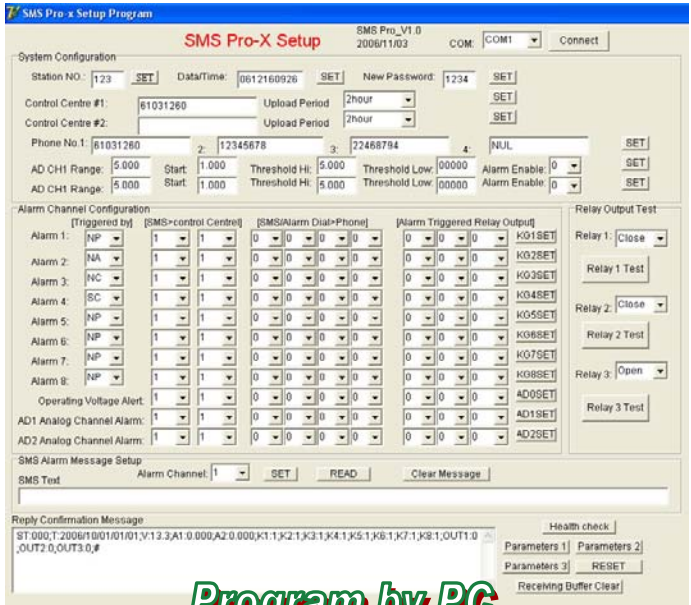 SMS Pro-x Setup Program
SMS Pro-X Setup
SMS Pro_V1.0
2006/11/03
COM: COM1 Connect
System Configuration
Station NO.: 123 SET Data/Time: 0612160926 SET New Password: 1234 SET
Control Centre #1: 61031260 Upload Period 2hour SET
Control Centre #2: Upload Period 2hour SET
Phone No.1: 61031260 2: 12345678 3: 22468794 4: NUL SET
AD CH1 Range: 5.000 Start: 1.000 Threshold Hi: 5.000 Threshold Low: 00000 Alarm Enable: 0 SET
AD CH1 Range: 5.000 Start 1.000 Threshold Hi: 5.000 Threshold Low: 00000 Alarm Enable: 0 SET
Alarm Channel Configuration
[Triggered by] [SMS>control Centrel] [SMS/Alarm Dial>Phone] [Alarm Triggered Relay Output]
Alarm 1: NP 1 1 0 0 0 0 0 0 0 KG1SET
Alarm 2: NA 1 1 0 0 0 0 0 0 0 KG2SET
Alarm 3: NC 1 1 0 0 0 0 0 0 0 KG3SET
Alarm 4: SC 1 1 0 0 0 0 0 0 0 KG4SET
Alarm 5: NP 1 1 0 0 0 0 0 0 0 KG5SET
Alarm 6: NP 1 1 0 0 0 0 0 0 0 KG6SET
Alarm 7: NP 1 1 0 0 0 0 0 0 0 KG7SET
Alarm 8: NP 1 1 0 0 0 0 0 0 0 KG8SET
Operating Voltage Alert: 1 1 0 0 0 0 0 0 0 AD0SET
AD1 Analog Channel Alarm: 1 1 0 0 0 0 0 0 0 AD1SET
AD2 Analog Channel Alarm: 1 1 0 0 0 0 0 0 0 AD2SET
Relay Output Test
Relay 1: Close
Relay 1 Test
Relay 2: Close
Relay 2 Test
Relay 3: Open
Relay 3 Test
SMS Alarm Message Setup
Alarm Channel: 1 SET READ Clear Message
SMS Text
Reply Confirmation Message
ST:000;T:2006/10/01/01/01;V:13.3;A1:0.000;A2:0.000;K1:1;K2:1;K3:1;K4:1;K5:1;K6:1;K7:1;K8:1;OUT1:0
;OUT2:0;OUT3:0;#
Health check
Parameters 1 Parameters 2
Parameters 3 RESET
Receiving Buffer Clear
Program by PC